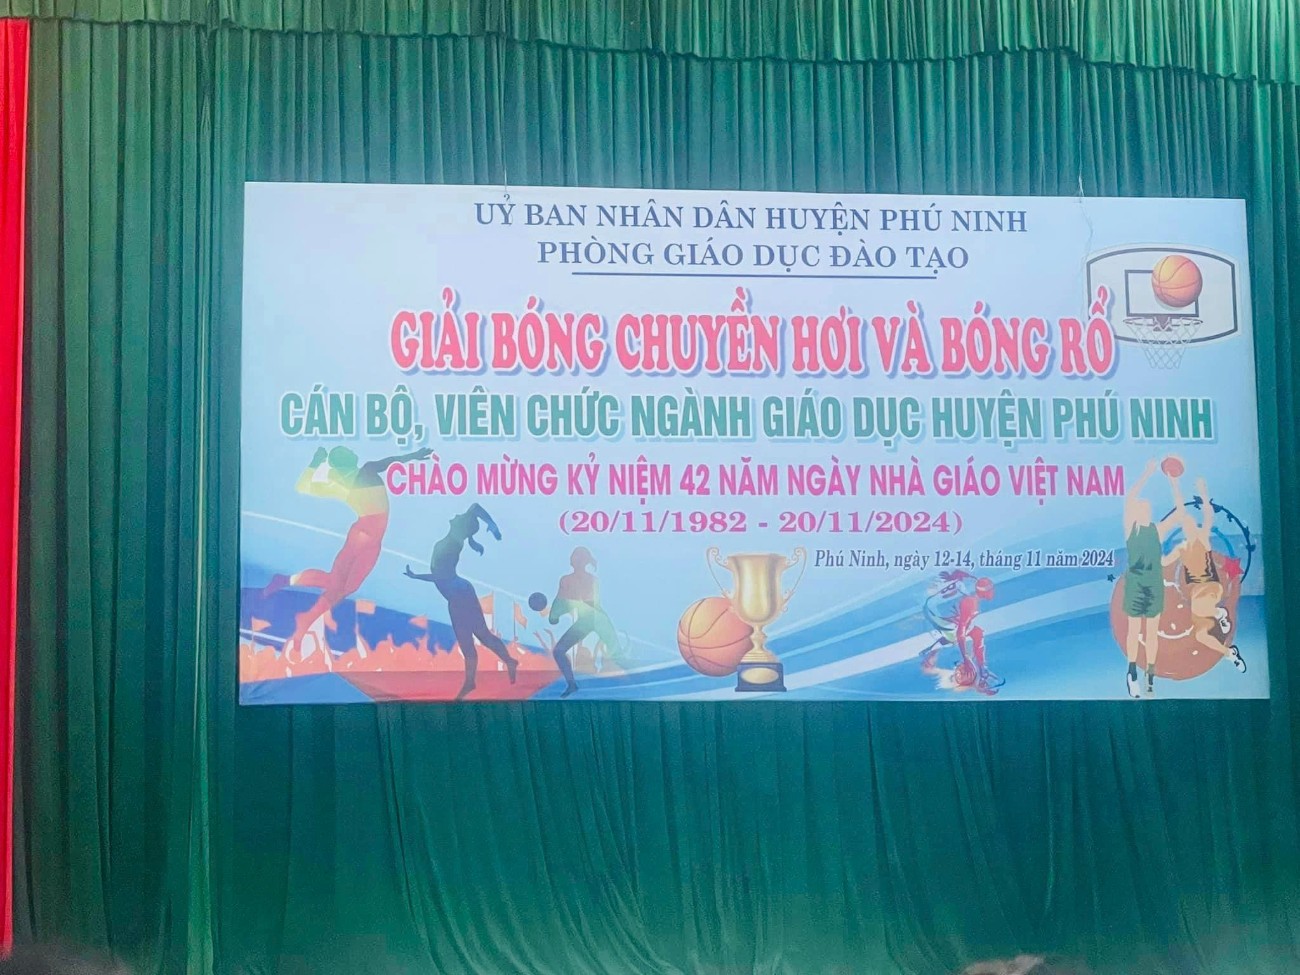 UỶ BAN NHÂN DÂN HUYỆN PHÚ NINH
PHÒNG GIÁO DỤC ĐÀO TẠO
GIẢI BÓNG CHUYỀN HƠI VÀ BÓNG RỔ
CÁN BỘ, VIÊN CHỨC NGÀNH GIÁO DỤC HUYỆN PHÚ NINH
CHÀO MỪNG KỶ NIỆM 42 NĂM NGÀY NHÀ GIÁO VIỆT NAM
(20/11/1982 - 20/11/2024)
Phú Ninh, ngày 12-14, tháng 11 năm 2024